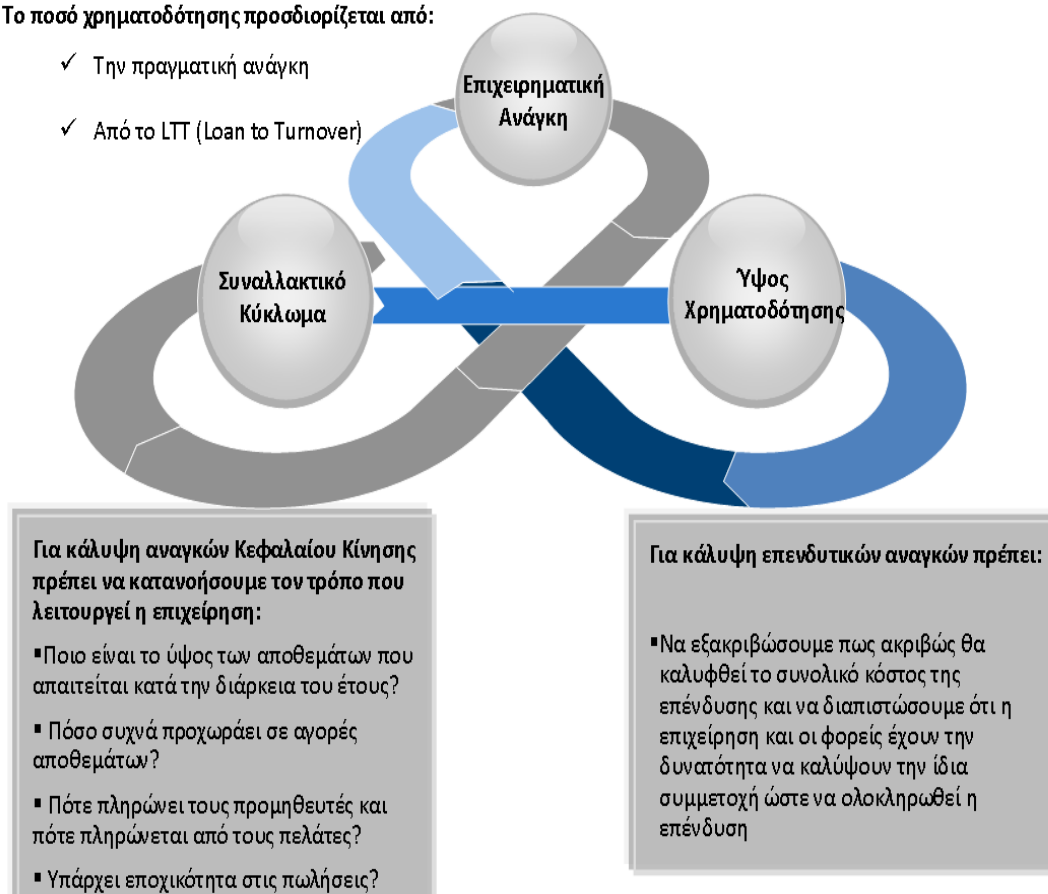 Το ποσό χρηματοδότησης προσδιορίζεται από:
✓ Την πραγματική ανάγκη
✓ Από το LTT (Loan to Turnover)
Επιχειρηματική
Ανάγκη
Συναλλακτικό
Κύκλωμα
Ύψος
Χρηματοδότησης
Για κάλυψη αναγκών Κεφαλαίου Κίνησης
πρέπει να κατανοήσουμε τον τρόπο που
λειτουργεί η επιχείρηση:
▪Ποιο είναι το ύψος των αποθεμάτων που
απαιτείται κατά την διάρκεια του έτους?
▪ Πόσο συχνά προχωράει σε αγορές
αποθεμάτων?
▪ Πότε πληρώνει τους προμηθευτές και
πότε πληρώνεται από τους πελάτες?
▪ Υπάρχει εποχικότητα στις πωλήσεις?
Για κάλυψη επενδυτικών αναγκών πρέπει:
▪Να εξακριβώσουμε πως ακριβώς θα
καλυφθεί το συνολικό κόστος της
επένδυσης και να διαπιστώσουμε ότι η
επιχείρηση και οι φορείς έχουν την
δυνατότητα να καλύψουν την ίδια
συμμετοχή ώστε να ολοκληρωθεί η
επένδυση